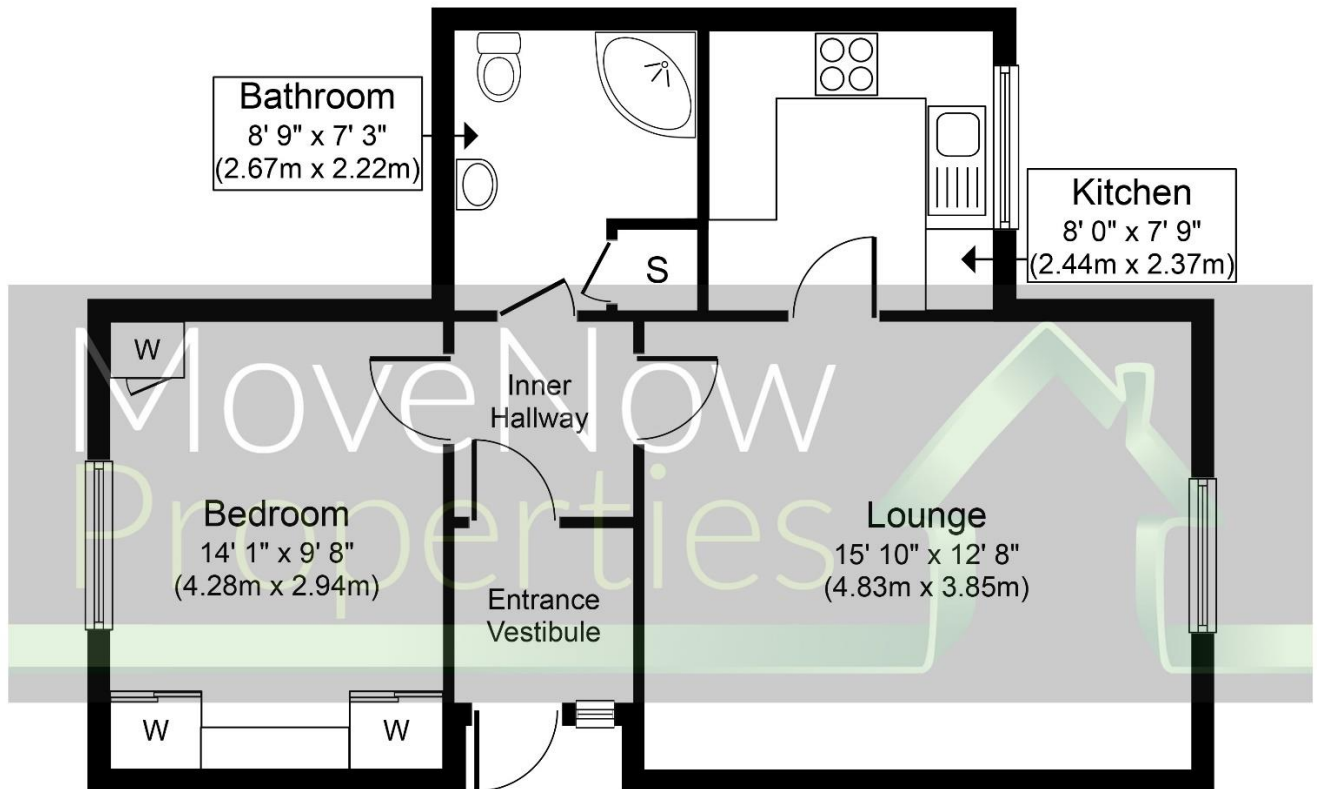 Bathroom
8' 9" x 7' 3"
(2.67m x 2.22m)
Kitchen
8' 0" x 7' 9"
(2.44m x 2.37m)
S
W
Inner
Hallway
MoveNow
Properties
Bedroom
14' 1" x 9' 8"
(4.28m x 2.94m)
Lounge
15' 10" x 12' 8"
(4.83m x 3.85m)
Entrance
Vestibule
W
W